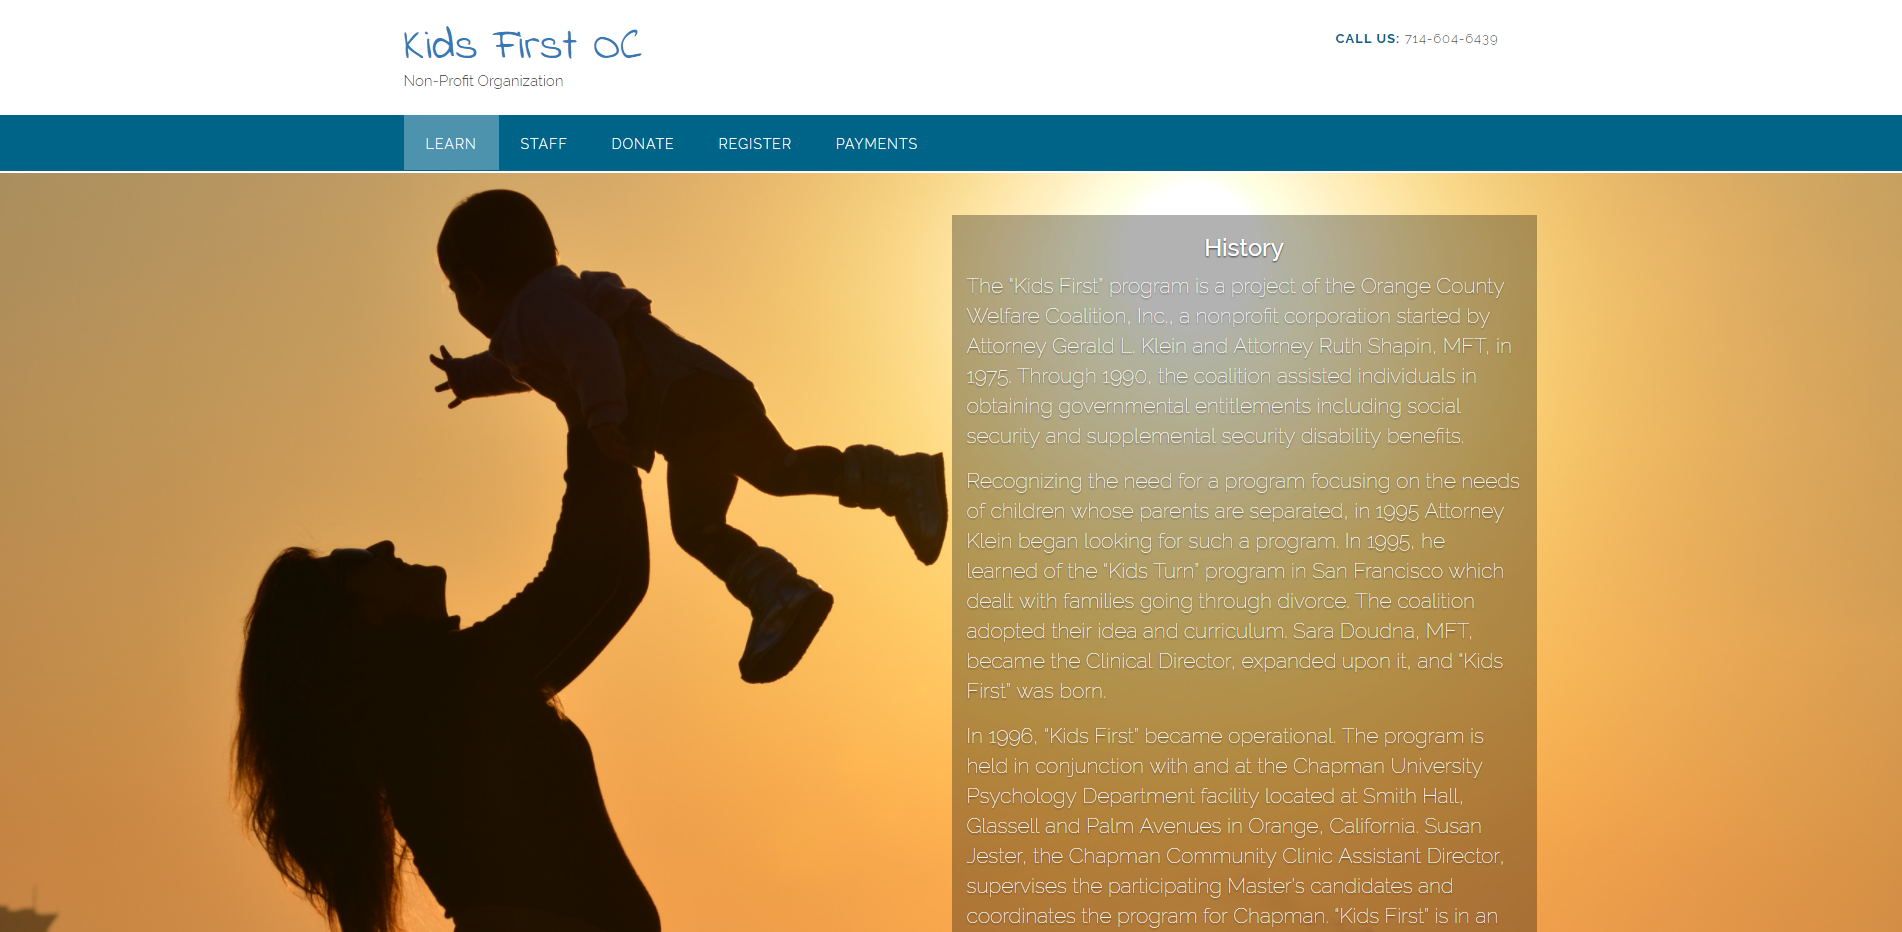 Kids First OC
Non-Profit Organization
CALL US: 714-604-6439
LEARN STAFF DONATE REGISTER PAYMENTS
History
The "Kids First" program is a project of the Orange County
Welfare Coalition, Inc., a nonprofit corporation started by
Attorney Gerald L. Klein and Attorney Ruth Shapin, MFT, in
1975. Through 1990, the coalition assisted individuals in
obtaining governmental entitlements including social
security and supplemental security disability benefits.
Recognizing the need for a program focusing on the needs
of children whose parents are separated, in 1995 Attorney
Klein began looking for such a program. In 1995, he
learned of the "Kids Turn" program in San Francisco which
dealt with families going through divorce. The coalition
adopted their idea and curriculum. Sara Doudna, MFT,
became the Clinical Director, expanded upon it, and "Kids
First" was born.
In 1996, "Kids First" became operational. The program is
held in conjunction with and at the Chapman University
Psychology Department facility located at Smith Hall,
Glassell and Palm Avenues in Orange, California. Susan
Jester, the Chapman Community Clinic Assistant Director,
supervises the participating Master's candidates and
coordinates the program for Chapman. "Kids First" is in an